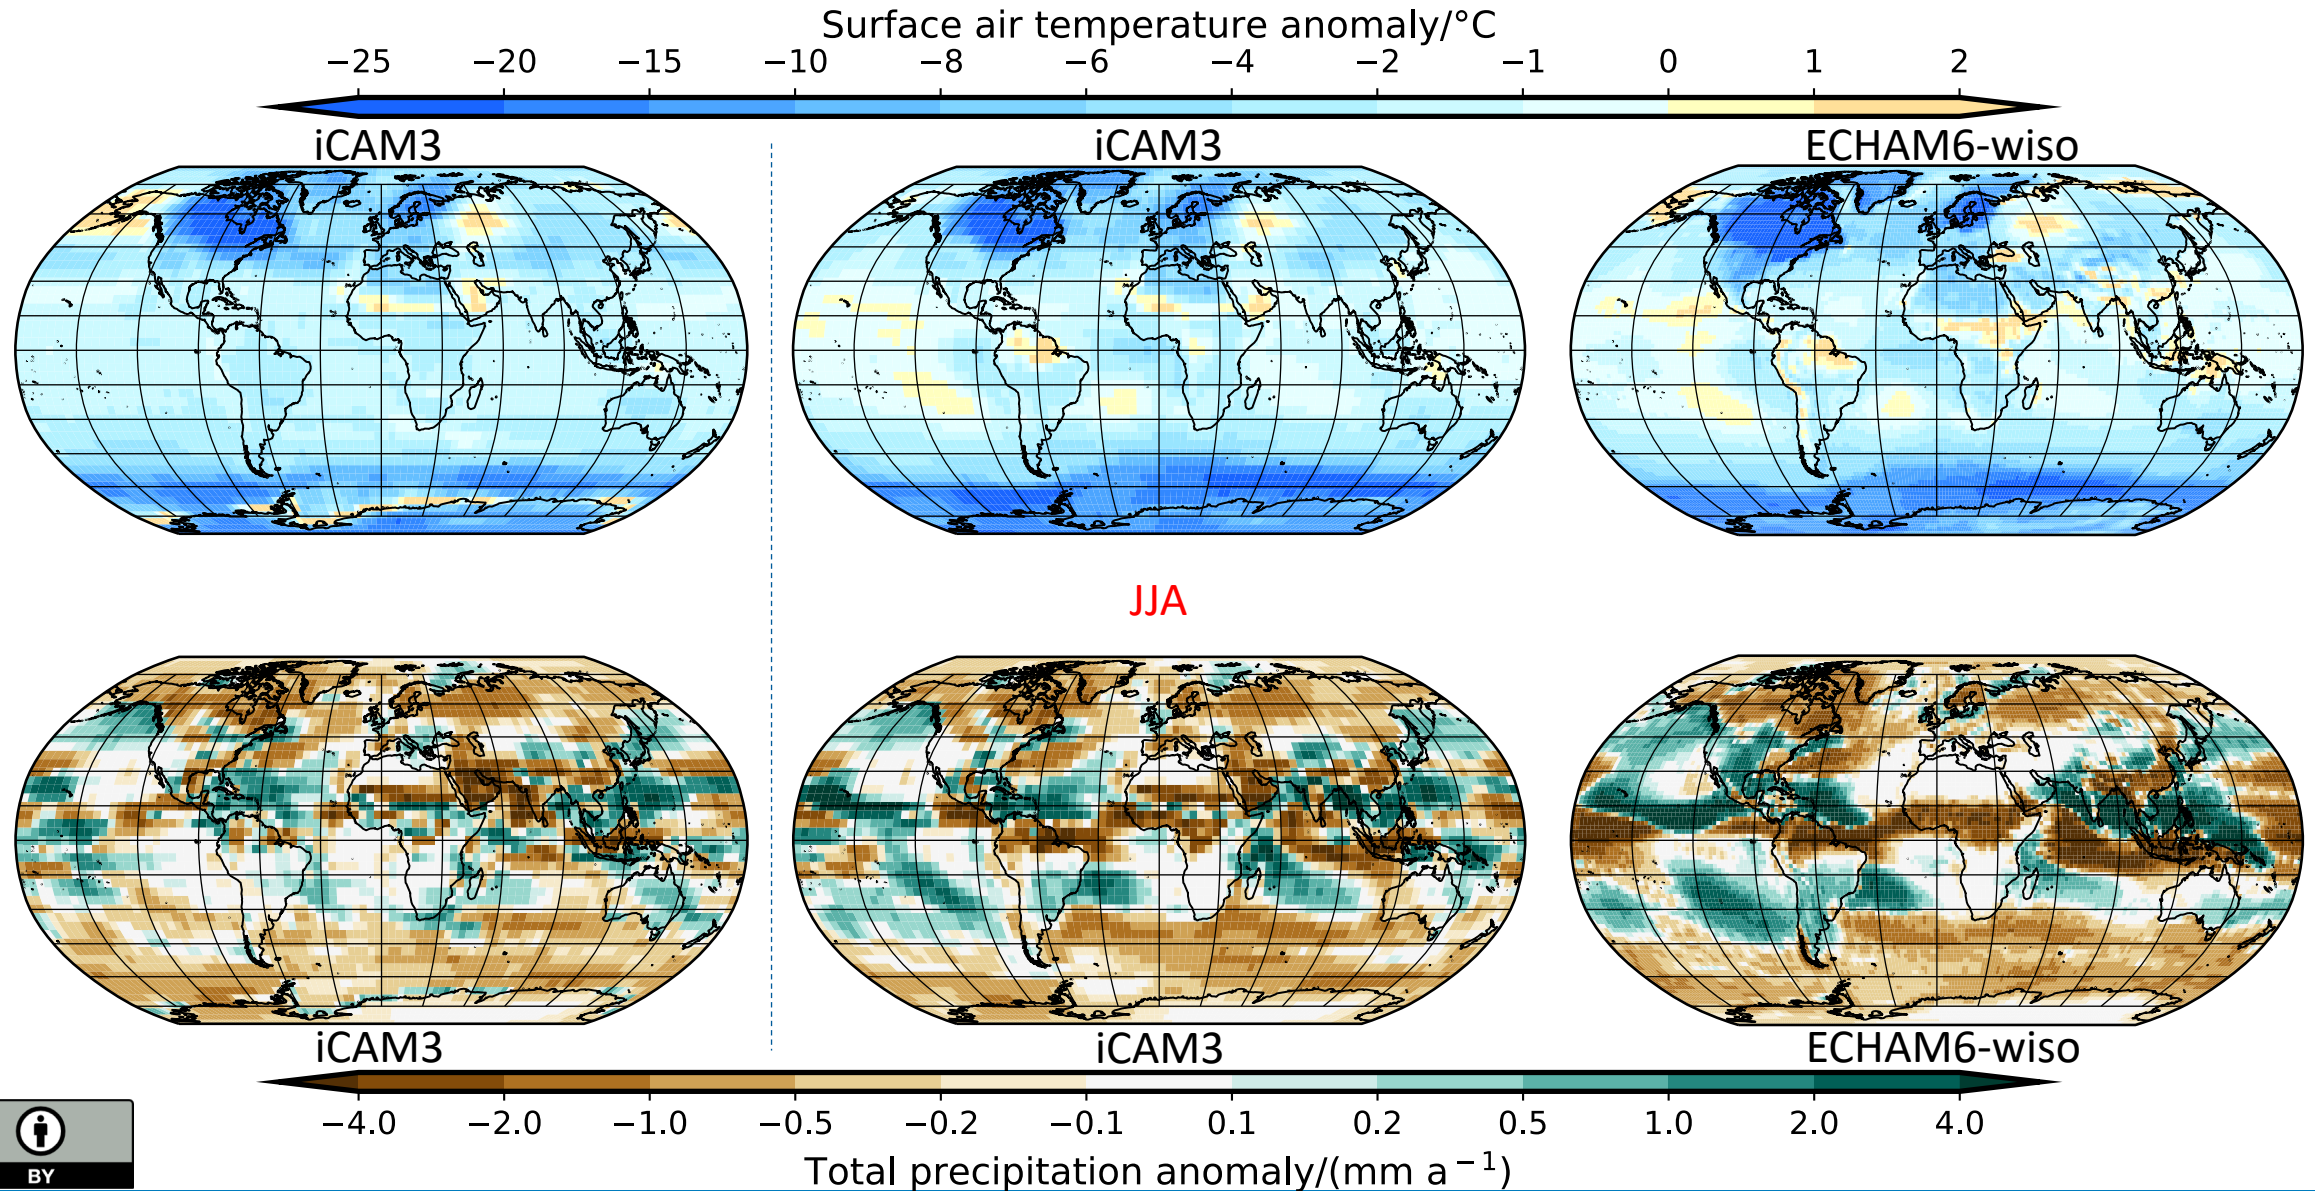 Surface air temperature anomaly/°C
−25 −20 −15 −10 −8 −6 −4 −2 −1 0 1 2
iCAM3 iCAM3 ECHAM6-wiso
JJA
iCAM3 iCAM3 ECHAM6-wiso
−4.0 −2.0 −1.0 −0.5 −0.2 −0.1 0.1 0.2 0.5 1.0 2.0 4.0
Total precipitation anomaly/(mm a⁻¹)
BY